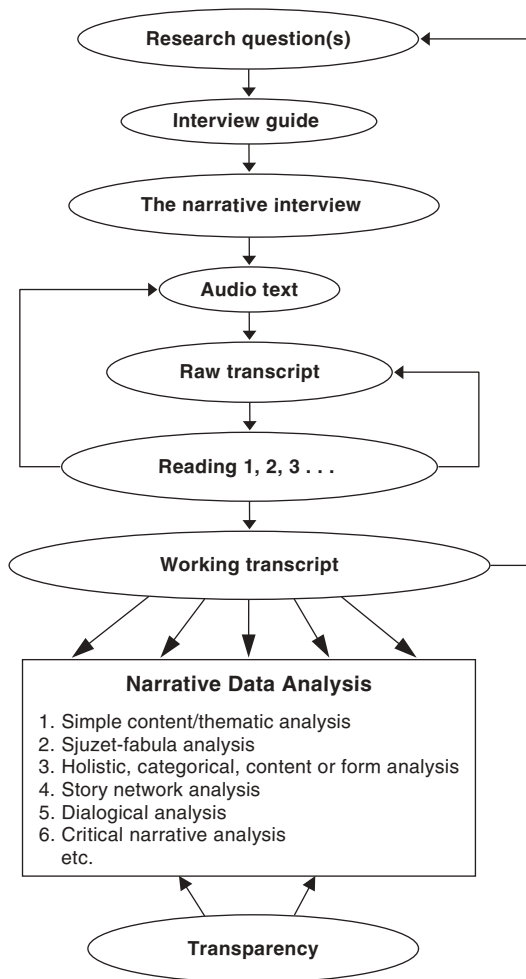 Research question(s)
Interview guide
The narrative interview
Audio text
Raw transcript
Reading 1, 2, 3 . . .
Working transcript
Narrative Data Analysis
1. Simple content/thematic analysis
2. Sjuzet-fabula analysis
3. Holistic, categorical, content or form analysis
4. Story network analysis
5. Dialogical analysis
6. Critical narrative analysis
etc.
Transparency